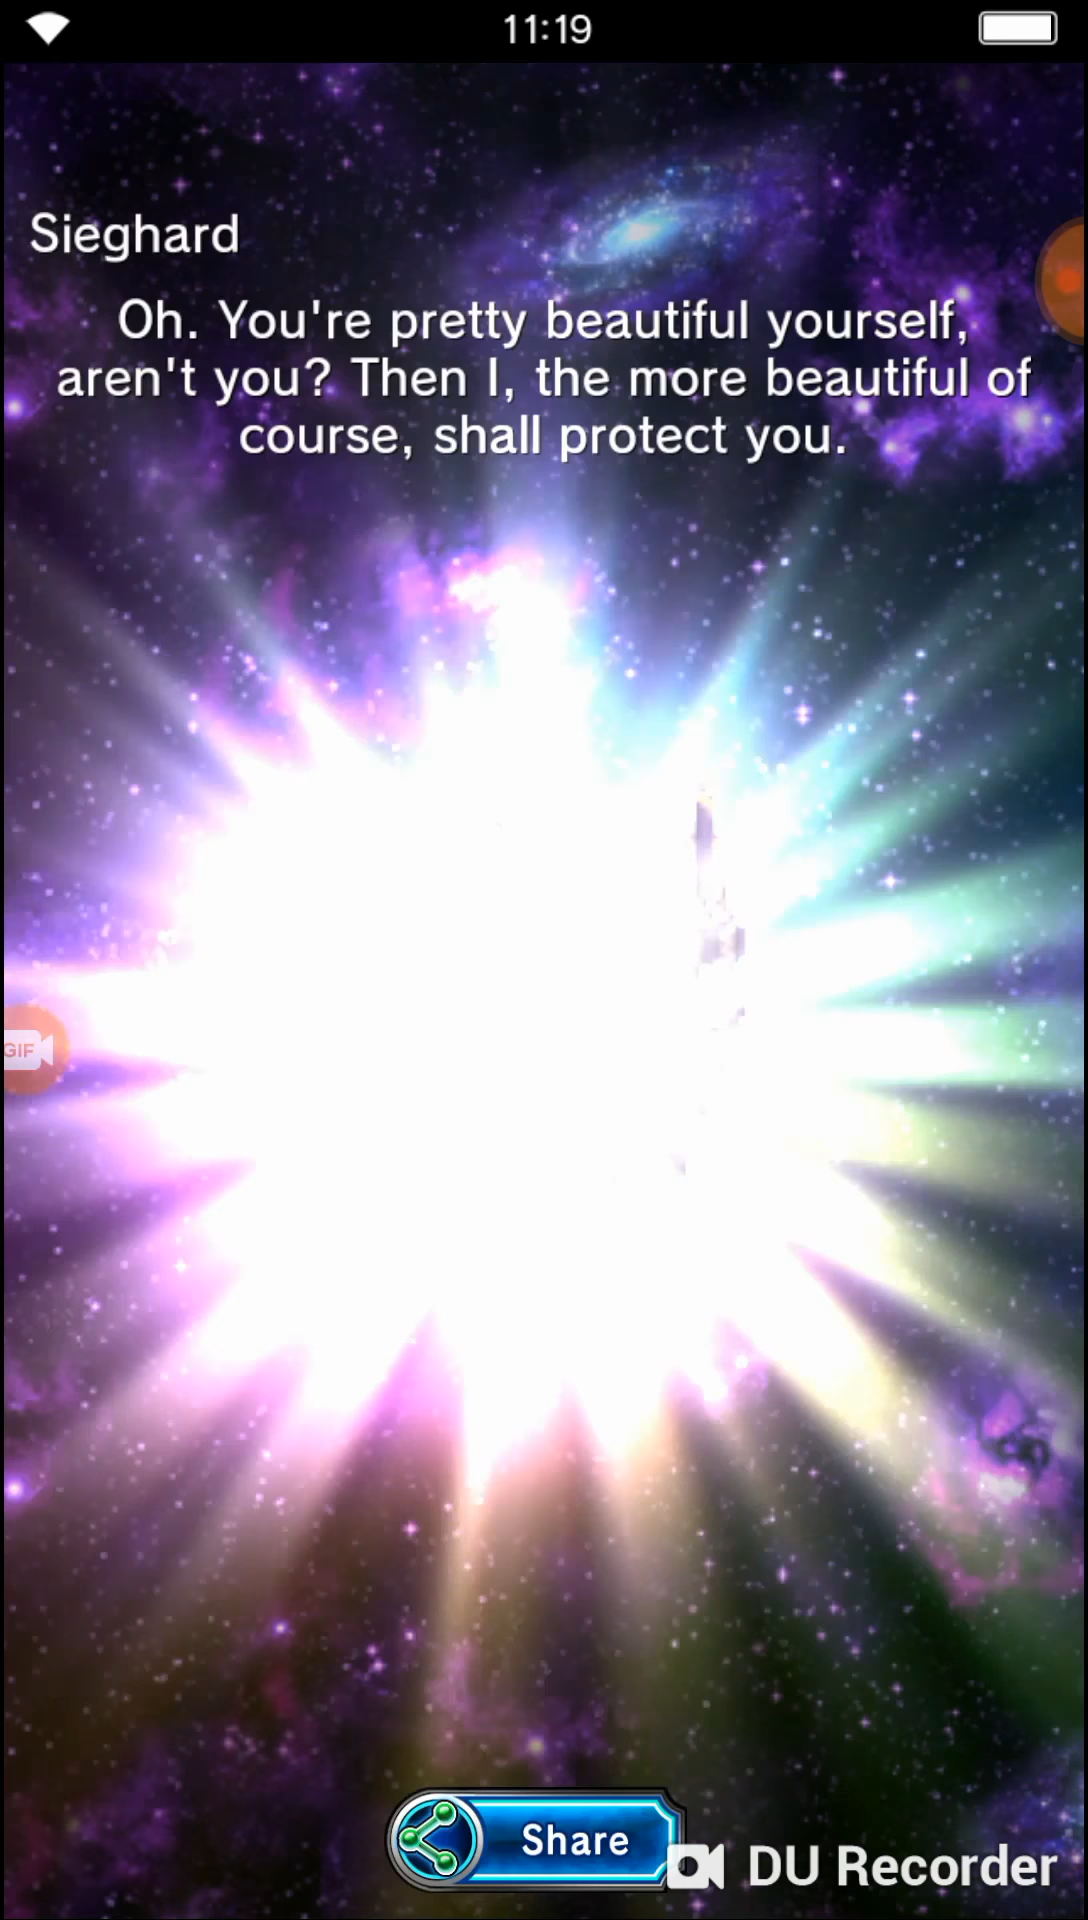 11:19
Sieghard
Oh. You're pretty beautiful yourself,
aren't you? Then I, the more beautiful of
course, shall protect you.
GIF
Share
DU Recorder